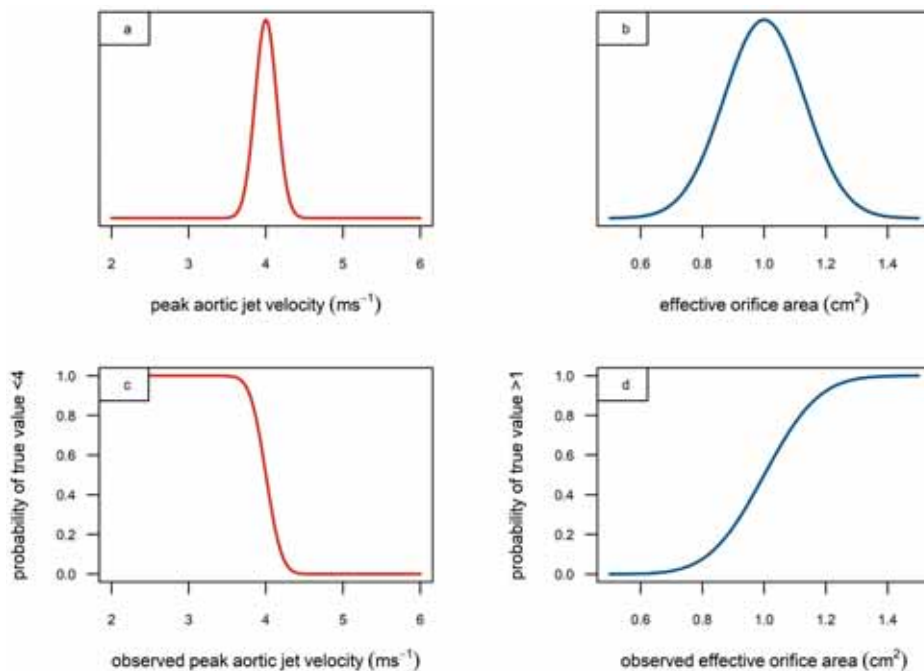 a
2 3 4 5 6
peak aortic jet velocity (ms⁻¹)
b
0.6 0.8 1.0 1.2 1.4
effective orifice area (cm²)
probability of true value <4
1.0
0.8
0.6
0.4
0.2
0.0
c
2 3 4 5 6
observed peak aortic jet velocity (ms⁻¹)
probability of true value >1
1.0
0.8
0.6
0.4
0.2
0.0
d
0.6 0.8 1.0 1.2 1.4
observed effective orifice area (cm²)